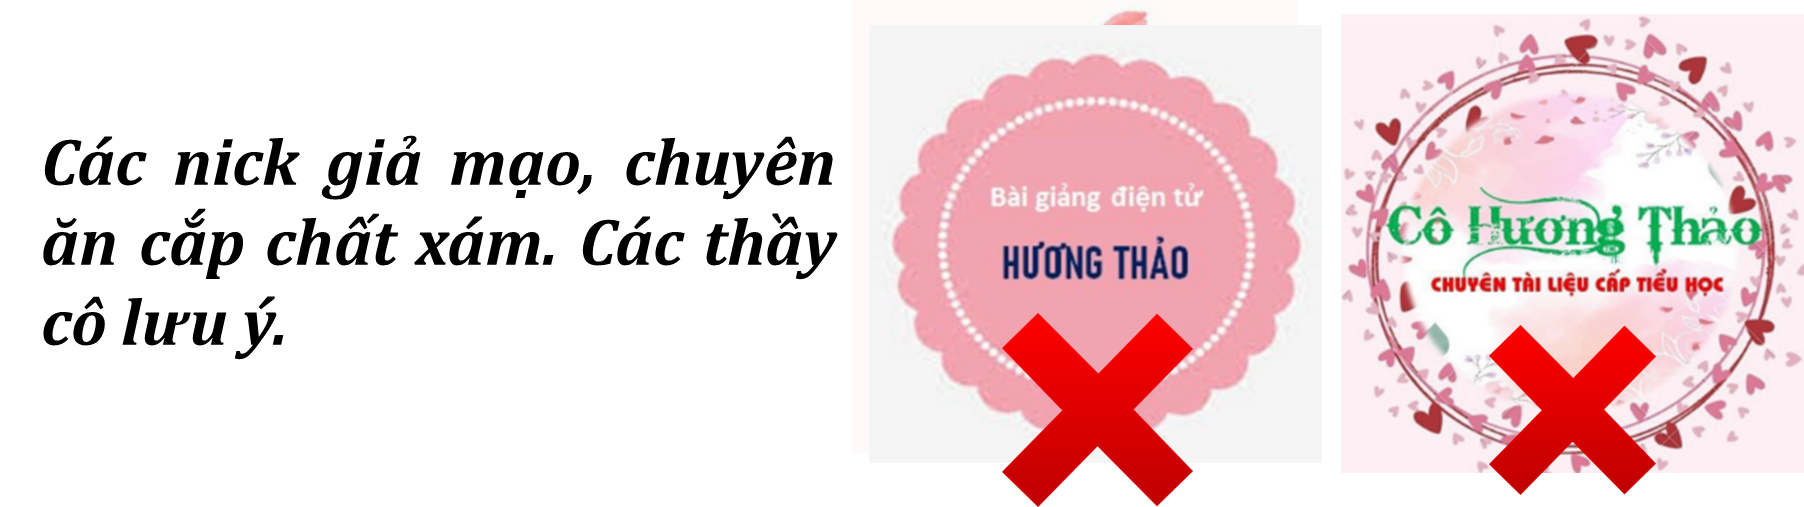 Các nick giả mạo, chuyên
ăn cắp chất xám. Các thầy
cô lưu ý.
Bài giảng điện tử
HƯƠNG THẢO
Cô Hương Thảo
CHUYÊN TÀI LIỆU CẤP TIỂU HỌC